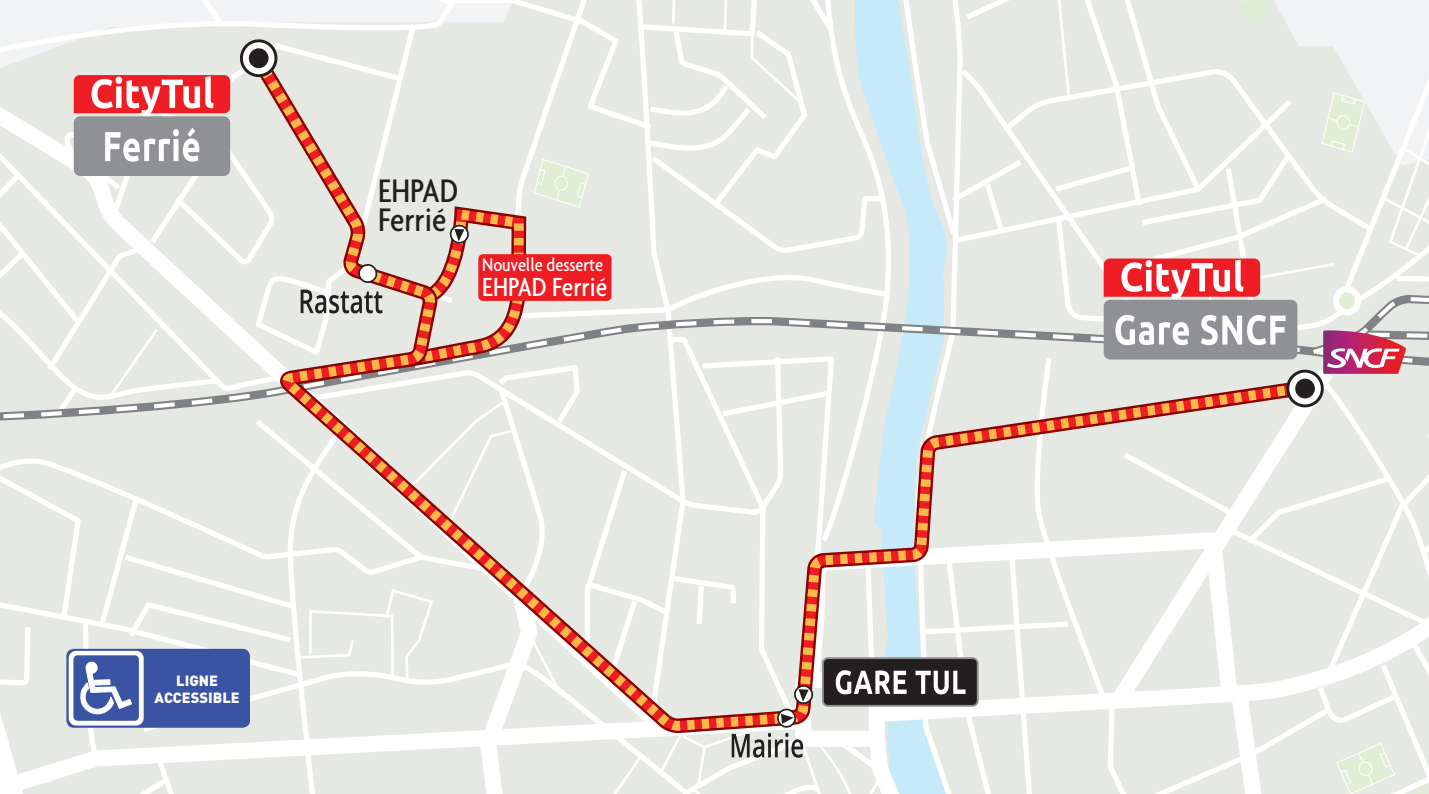 CityTul
Ferrié
EHPAD
Ferrié
Nouvelle desserte
EHPAD Ferrié
Rastatt
CityTul
Gare SNCF
SNCF
GARE TUL
Mairie
LIGNE
ACCESSIBLE